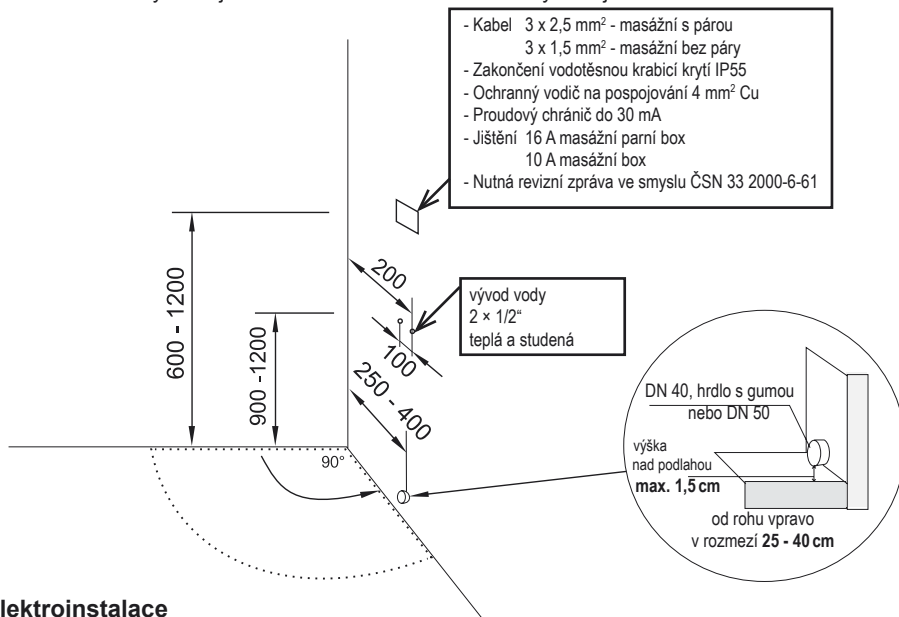 - Kabel 3 x 2,5 mm² - masážní s párou
3 x 1,5 mm² - masážní bez páry
- Zakončení vodotěsnou krabicí krytí IP55
- Ochranný vodič na pospojování 4 mm² Cu
- Proudový chránič do 30 mA
- Jištění 16 A masážní parní box
10 A masážní box
- Nutná revizní zpráva ve smyslu ČSN 33 2000-6-61
600 - 1200
900 -1200
200
100
250 - 400
90°
vývod vody
2 × 1/2“
teplá a studená
DN 40, hrdlo s gumou
nebo DN 50
výška
nad podlahou
max. 1,5 cm
od rohu vpravo
v rozmezí 25 - 40 cm
lektroinstalace